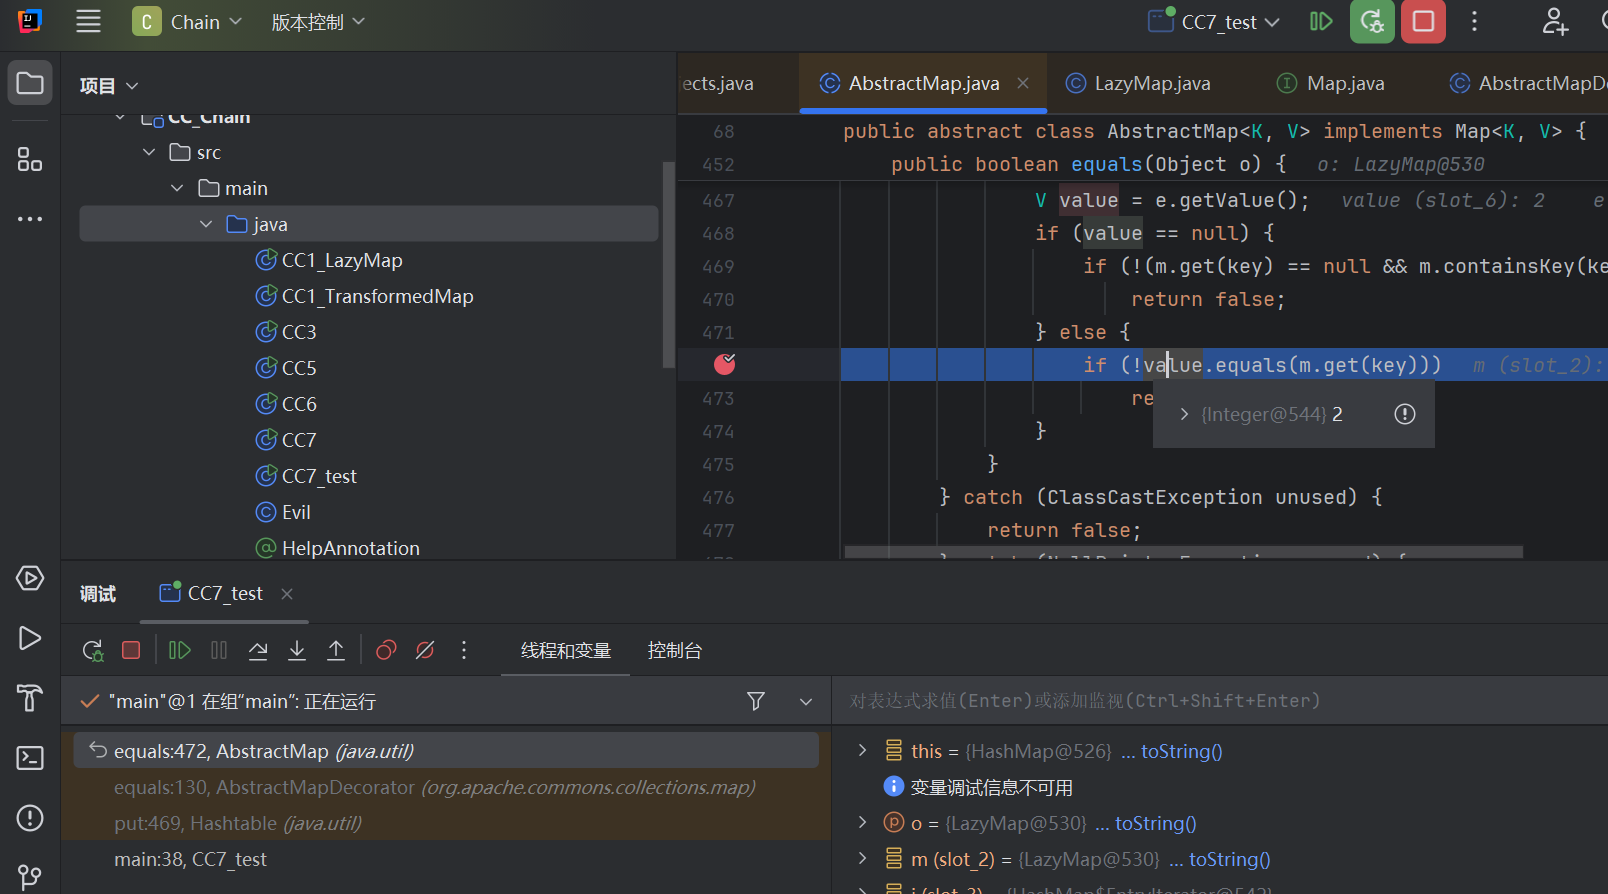 C Chain 版本控制 CC7_test
项目
ects.java AbstractMap.java LazyMap.java Map.java AbstractMapD
CC_Chain
src
main
java
CC1_LazyMap
CC1_TransformedMap
CC3
CC5
CC6
CC7
CC7_test
Evil
HelpAnnotation
68 public abstract class AbstractMap<K, V> implements Map<K, V> {
452 public boolean equals(Object o) { o: LazyMap@530
467 V value = e.getValue(); value (slot_6): 2 e
468 if (value == null) {
469 if (!(m.get(key) == null && m.containsKey(ke
470 return false;
471 } else {
if (!value.equals(m.get(key))) m (slot_2):
473 re
{Integer@544} 2
474 }
475 }
476 } catch (ClassCastException unused) {
477 return false;
调试 CC7_test
线程和变量 控制台
"main"@1 在组“main”: 正在运行
对表达式求值(Enter)或添加监视(Ctrl+Shift+Enter)
equals:472, AbstractMap (java.util)
equals:130, AbstractMapDecorator (org.apache.commons.collections.map)
put:469, Hashtable (java.util)
main:38, CC7_test
this = {HashMap@526} ... toString()
变量调试信息不可用
o = {LazyMap@530} ... toString()
m (slot_2) = {LazyMap@530} ... toString()